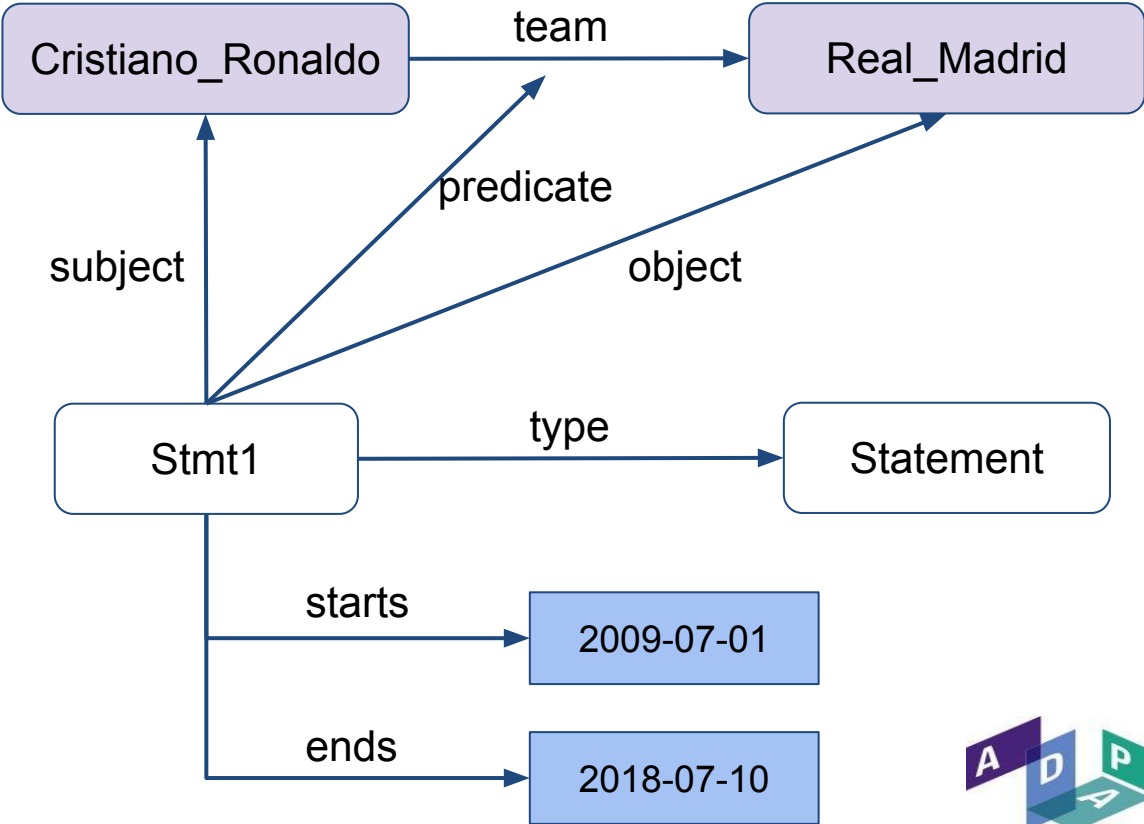 team
Cristiano_Ronaldo
Real_Madrid
predicate
subject
object
type
Stmt1
Statement
starts
2009-07-01
ends
2018-07-10
A D A P